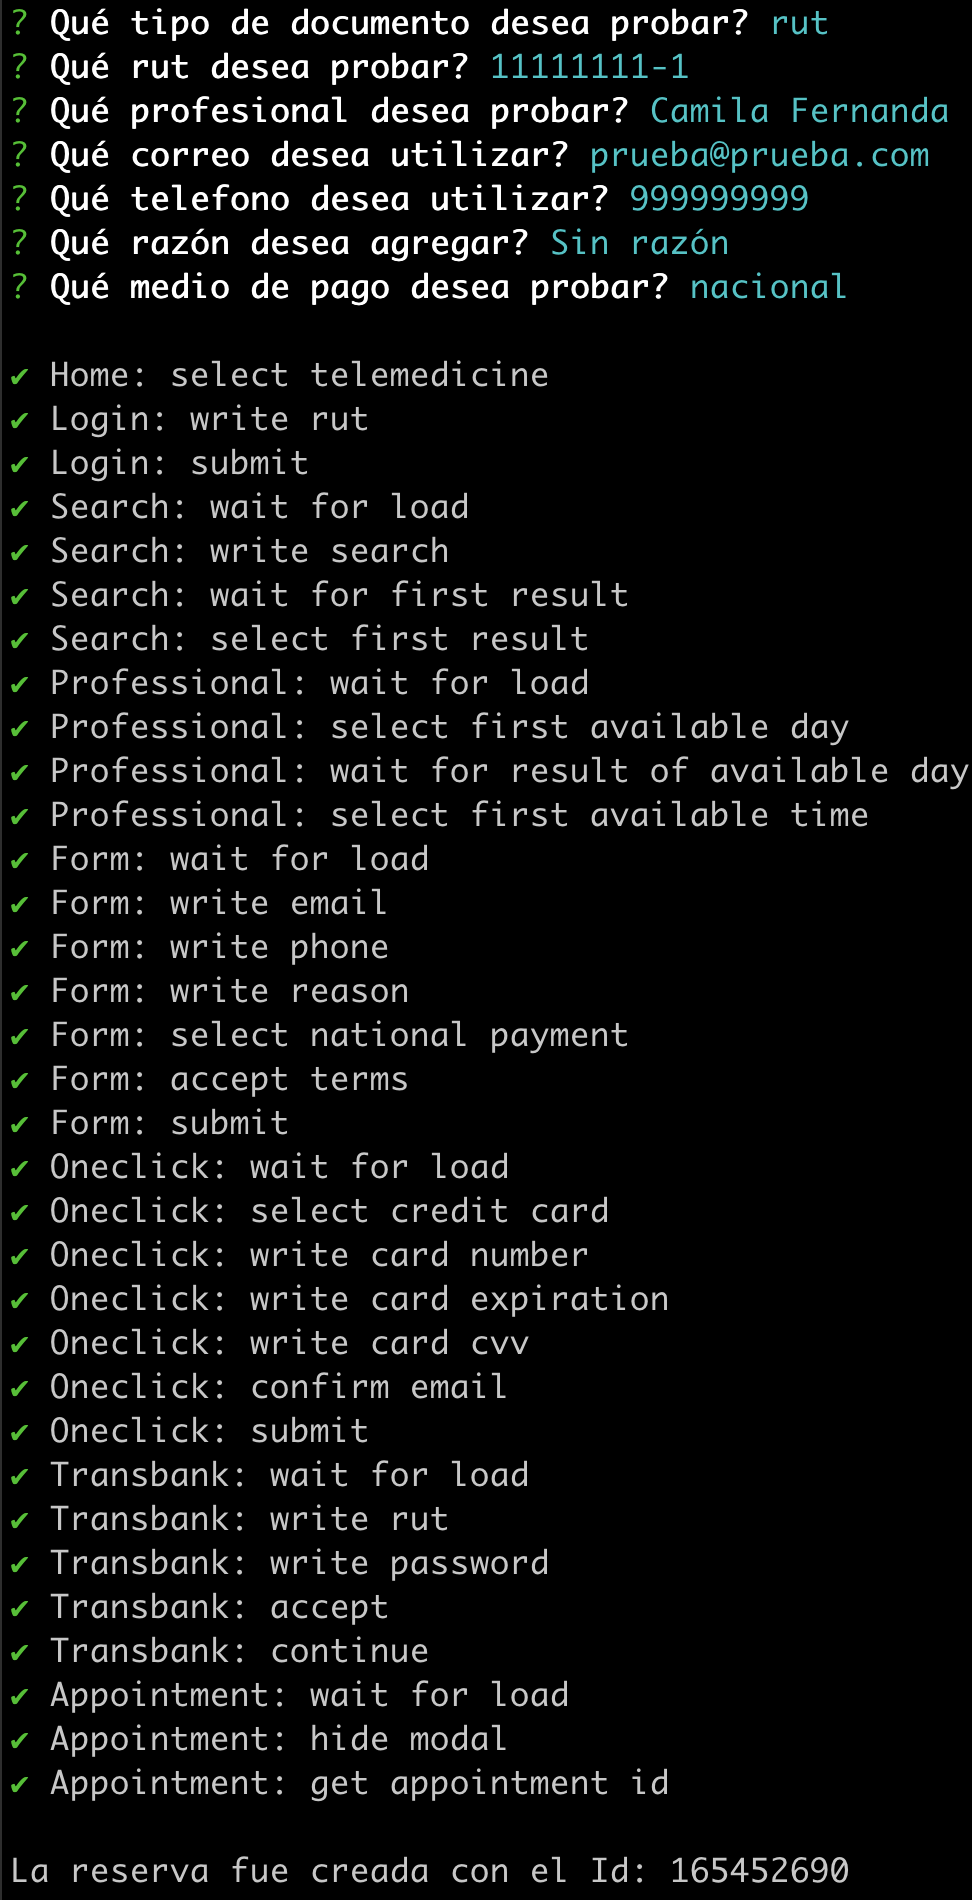 ? Qué tipo de documento desea probar? rut
? Qué rut desea probar? 11111111-1
? Qué profesional desea probar? Camila Fernanda
? Qué correo desea utilizar? prueba@prueba.com
? Qué telefono desea utilizar? 999999999
? Qué razón desea agregar? Sin razón
? Qué medio de pago desea probar? nacional
✔ Home: select telemedicine
✔ Login: write rut
✔ Login: submit
✔ Search: wait for load
✔ Search: write search
✔ Search: wait for first result
✔ Search: select first result
✔ Professional: wait for load
✔ Professional: select first available day
✔ Professional: wait for result of available day
✔ Professional: select first available time
✔ Form: wait for load
✔ Form: write email
✔ Form: write phone
✔ Form: write reason
✔ Form: select national payment
✔ Form: accept terms
✔ Form: submit
✔ Oneclick: wait for load
✔ Oneclick: select credit card
✔ Oneclick: write card number
✔ Oneclick: write card expiration
✔ Oneclick: write card cvv
✔ Oneclick: confirm email
✔ Oneclick: submit
✔ Transbank: wait for load
✔ Transbank: write rut
✔ Transbank: write password
✔ Transbank: accept
✔ Transbank: continue
✔ Appointment: wait for load
✔ Appointment: hide modal
✔ Appointment: get appointment id
La reserva fue creada con el Id: 165452690